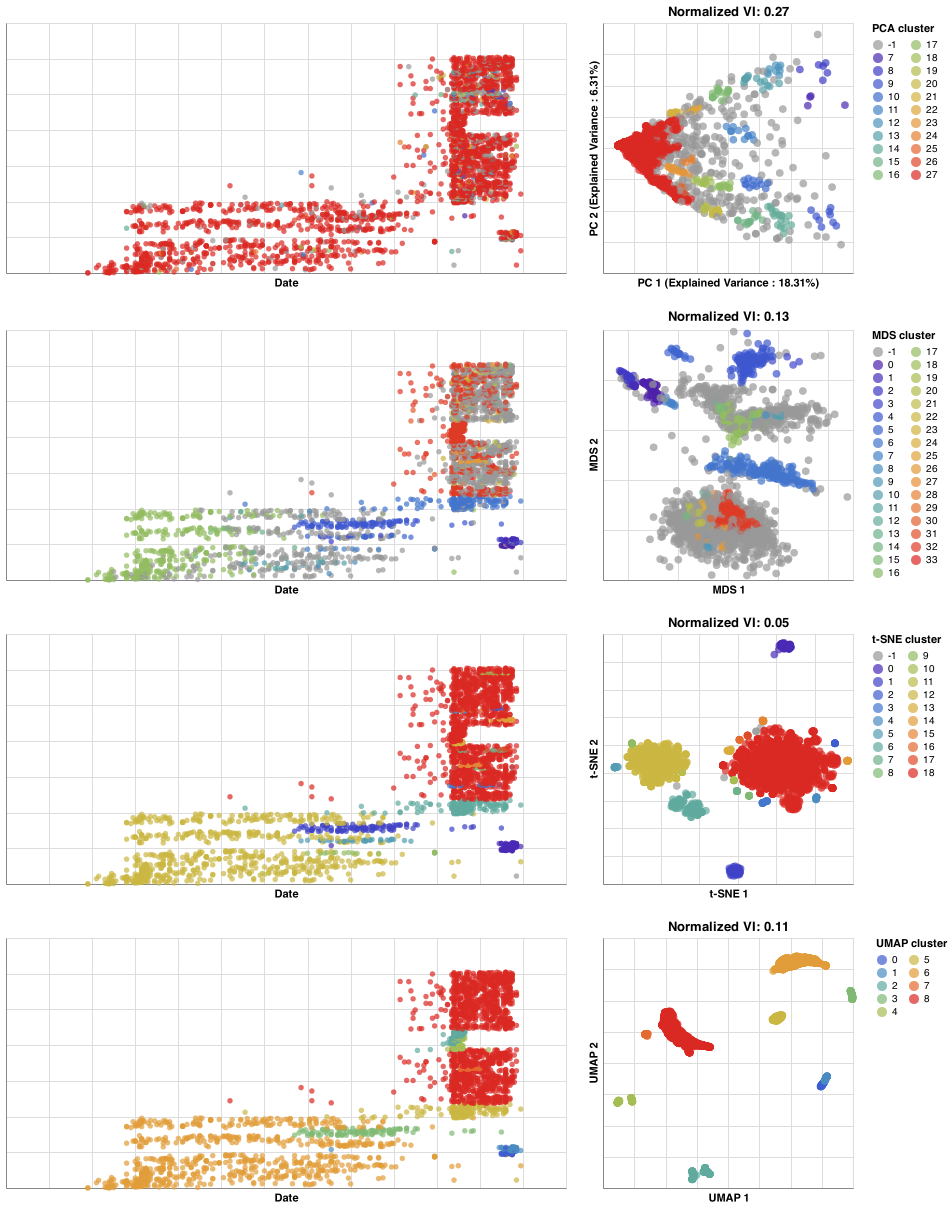 Normalized VI: 0.27
PCA cluster
-1 17
7 18
8 19
9 20
10 21
11 22
12 23
13 24
14 25
15 26
16 27
PC 2 (Explained Variance : 6.31%)
Date
PC 1 (Explained Variance : 18.31%)
Normalized VI: 0.13
MDS cluster
-1 17
0 18
1 19
2 20
3 21
4 22
5 23
6 24
7 25
8 26
9 27
10 28
11 29
12 30
13 31
14 32
15 33
16
MDS 2
Date
MDS 1
Normalized VI: 0.05
t-SNE cluster
-1 9
0 10
1 11
2 12
3 13
4 14
5 15
6 16
7 17
8 18
t-SNE 2
Date
t-SNE 1
Normalized VI: 0.11
UMAP cluster
0 5
1 6
2 7
3 8
4
UMAP 2
Date
UMAP 1